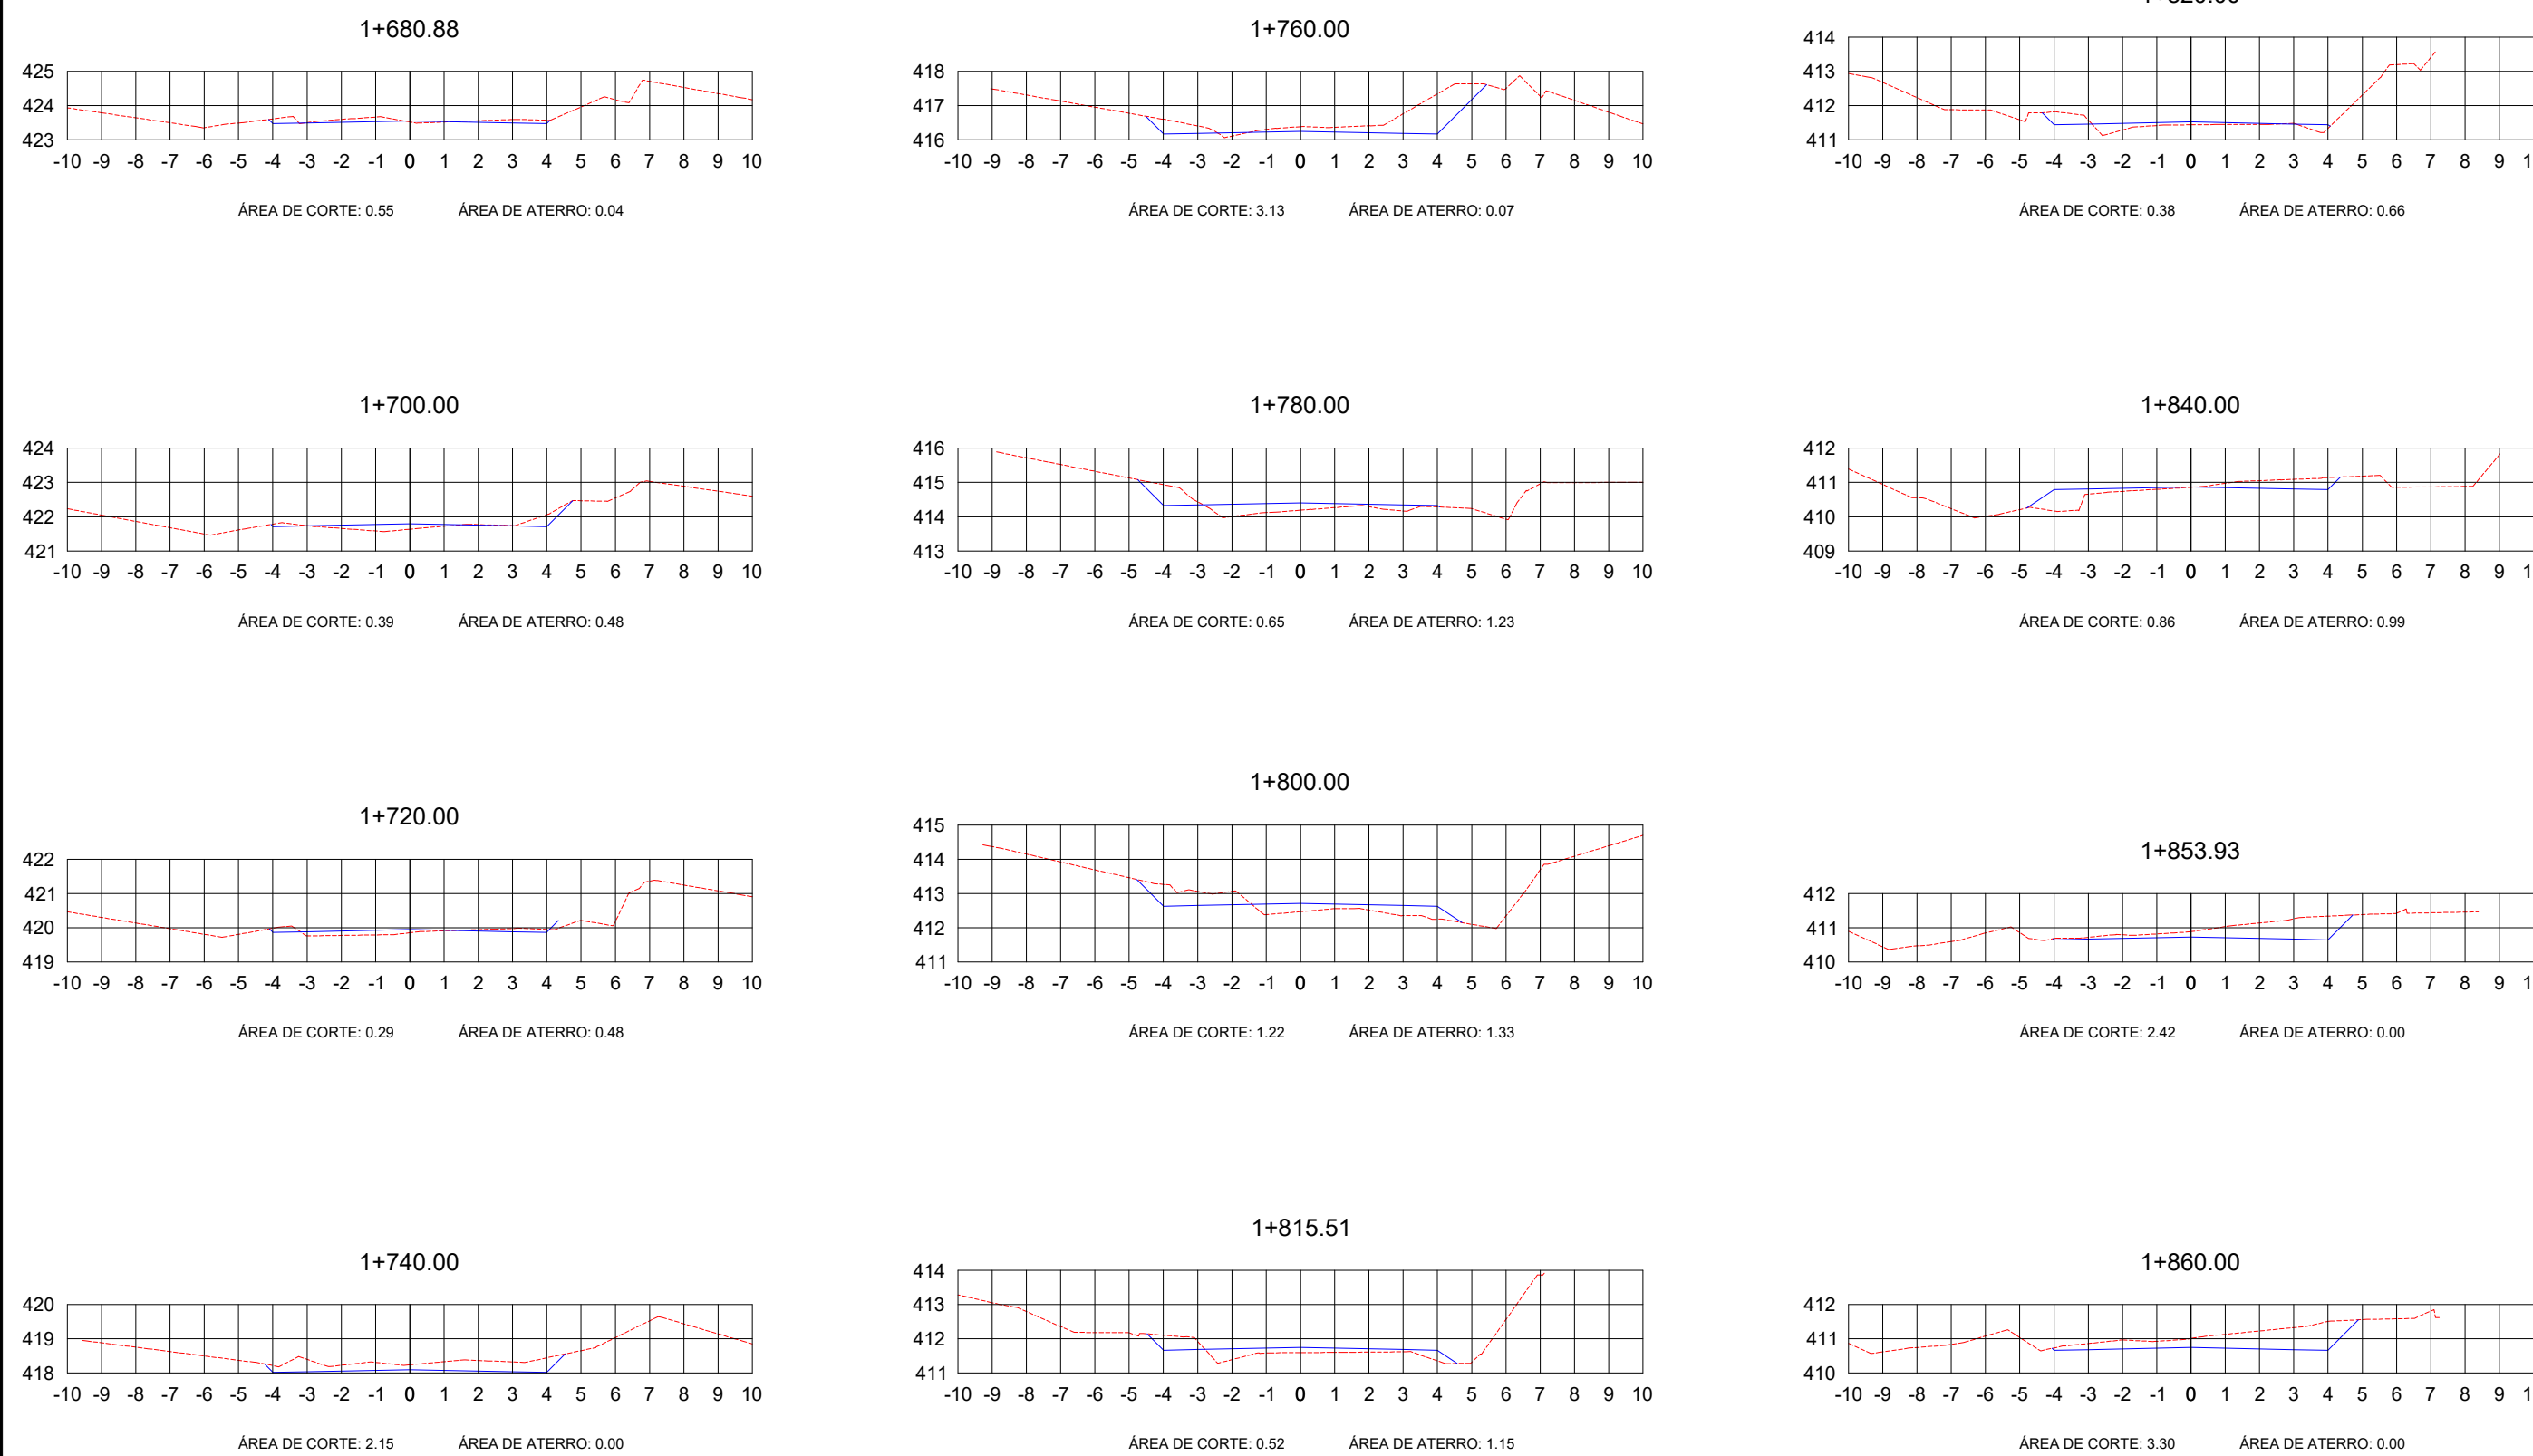 1+680.88
425
424
423
-10 -9 -8 -7 -6 -5 -4 -3 -2 -1 0 1 2 3 4 5 6 7 8 9 10
ÁREA DE CORTE: 0.55 ÁREA DE ATERRO: 0.04
1+700.00
424
423
422
421
-10 -9 -8 -7 -6 -5 -4 -3 -2 -1 0 1 2 3 4 5 6 7 8 9 10
ÁREA DE CORTE: 0.39 ÁREA DE ATERRO: 0.48
1+720.00
422
421
420
419
-10 -9 -8 -7 -6 -5 -4 -3 -2 -1 0 1 2 3 4 5 6 7 8 9 10
ÁREA DE CORTE: 0.29 ÁREA DE ATERRO: 0.48
1+740.00
420
419
418
-10 -9 -8 -7 -6 -5 -4 -3 -2 -1 0 1 2 3 4 5 6 7 8 9 10
ÁREA DE CORTE: 2.15 ÁREA DE ATERRO: 0.00
1+760.00
418
417
416
-10 -9 -8 -7 -6 -5 -4 -3 -2 -1 0 1 2 3 4 5 6 7 8 9 10
ÁREA DE CORTE: 3.13 ÁREA DE ATERRO: 0.07
1+780.00
416
415
414
413
-10 -9 -8 -7 -6 -5 -4 -3 -2 -1 0 1 2 3 4 5 6 7 8 9 10
ÁREA DE CORTE: 0.65 ÁREA DE ATERRO: 1.23
1+800.00
415
414
413
412
411
-10 -9 -8 -7 -6 -5 -4 -3 -2 -1 0 1 2 3 4 5 6 7 8 9 10
ÁREA DE CORTE: 1.22 ÁREA DE ATERRO: 1.33
1+815.51
414
413
412
411
-10 -9 -8 -7 -6 -5 -4 -3 -2 -1 0 1 2 3 4 5 6 7 8 9 10
ÁREA DE CORTE: 0.52 ÁREA DE ATERRO: 1.15
414
413
412
411
-10 -9 -8 -7 -6 -5 -4 -3 -2 -1 0 1 2 3 4 5 6 7 8 9
ÁREA DE CORTE: 0.38 ÁREA DE ATERRO: 0.66
1+840.00
412
411
410
409
-10 -9 -8 -7 -6 -5 -4 -3 -2 -1 0 1 2 3 4 5 6 7 8 9
ÁREA DE CORTE: 0.86 ÁREA DE ATERRO: 0.99
1+853.93
412
411
410
-10 -9 -8 -7 -6 -5 -4 -3 -2 -1 0 1 2 3 4 5 6 7 8 9
ÁREA DE CORTE: 2.42 ÁREA DE ATERRO: 0.00
1+860.00
412
411
410
-10 -9 -8 -7 -6 -5 -4 -3 -2 -1 0 1 2 3 4 5 6 7 8 9
ÁREA DE CORTE: 3.30 ÁREA DE ATERRO: 0.00